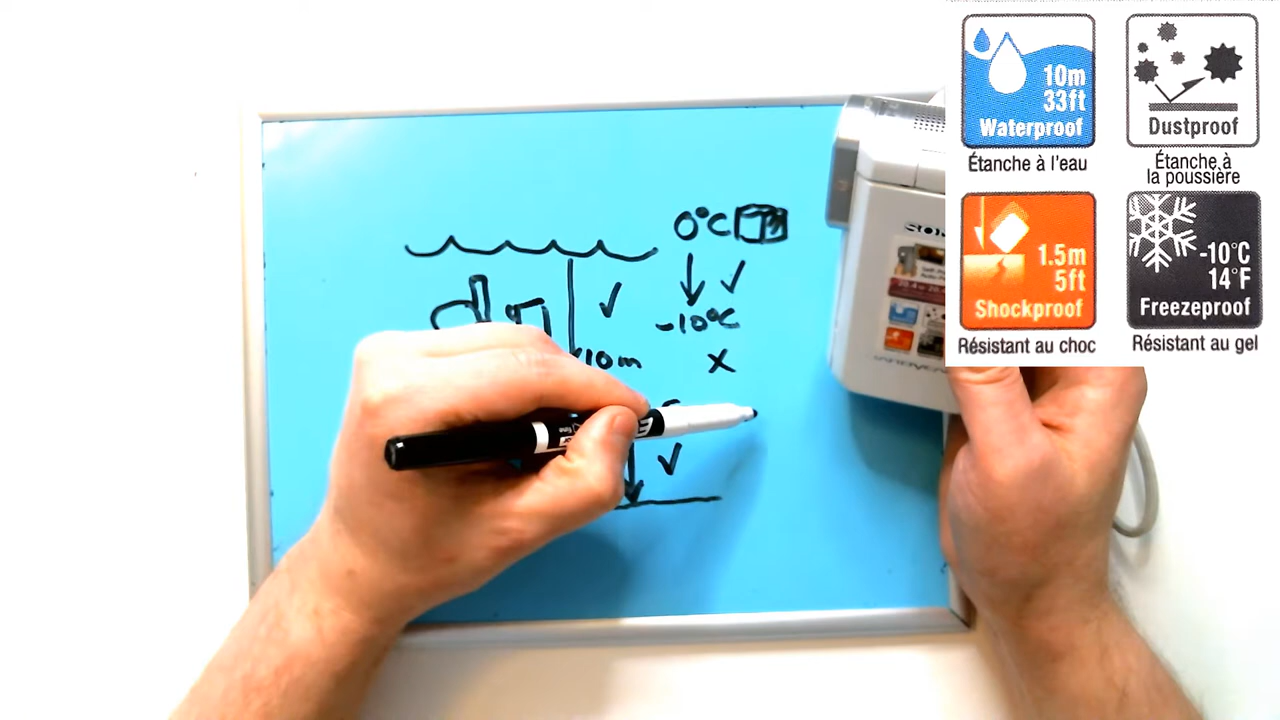 10m
33ft
Waterproof
Étanche à l'eau
Dustproof
Étanche à
la poussière
1.5m
5ft
Shockproof
Résistant au choc
-10°C
14°F
Freezeproof
Résistant au gel
0°C
-10°C
10m
X
fine